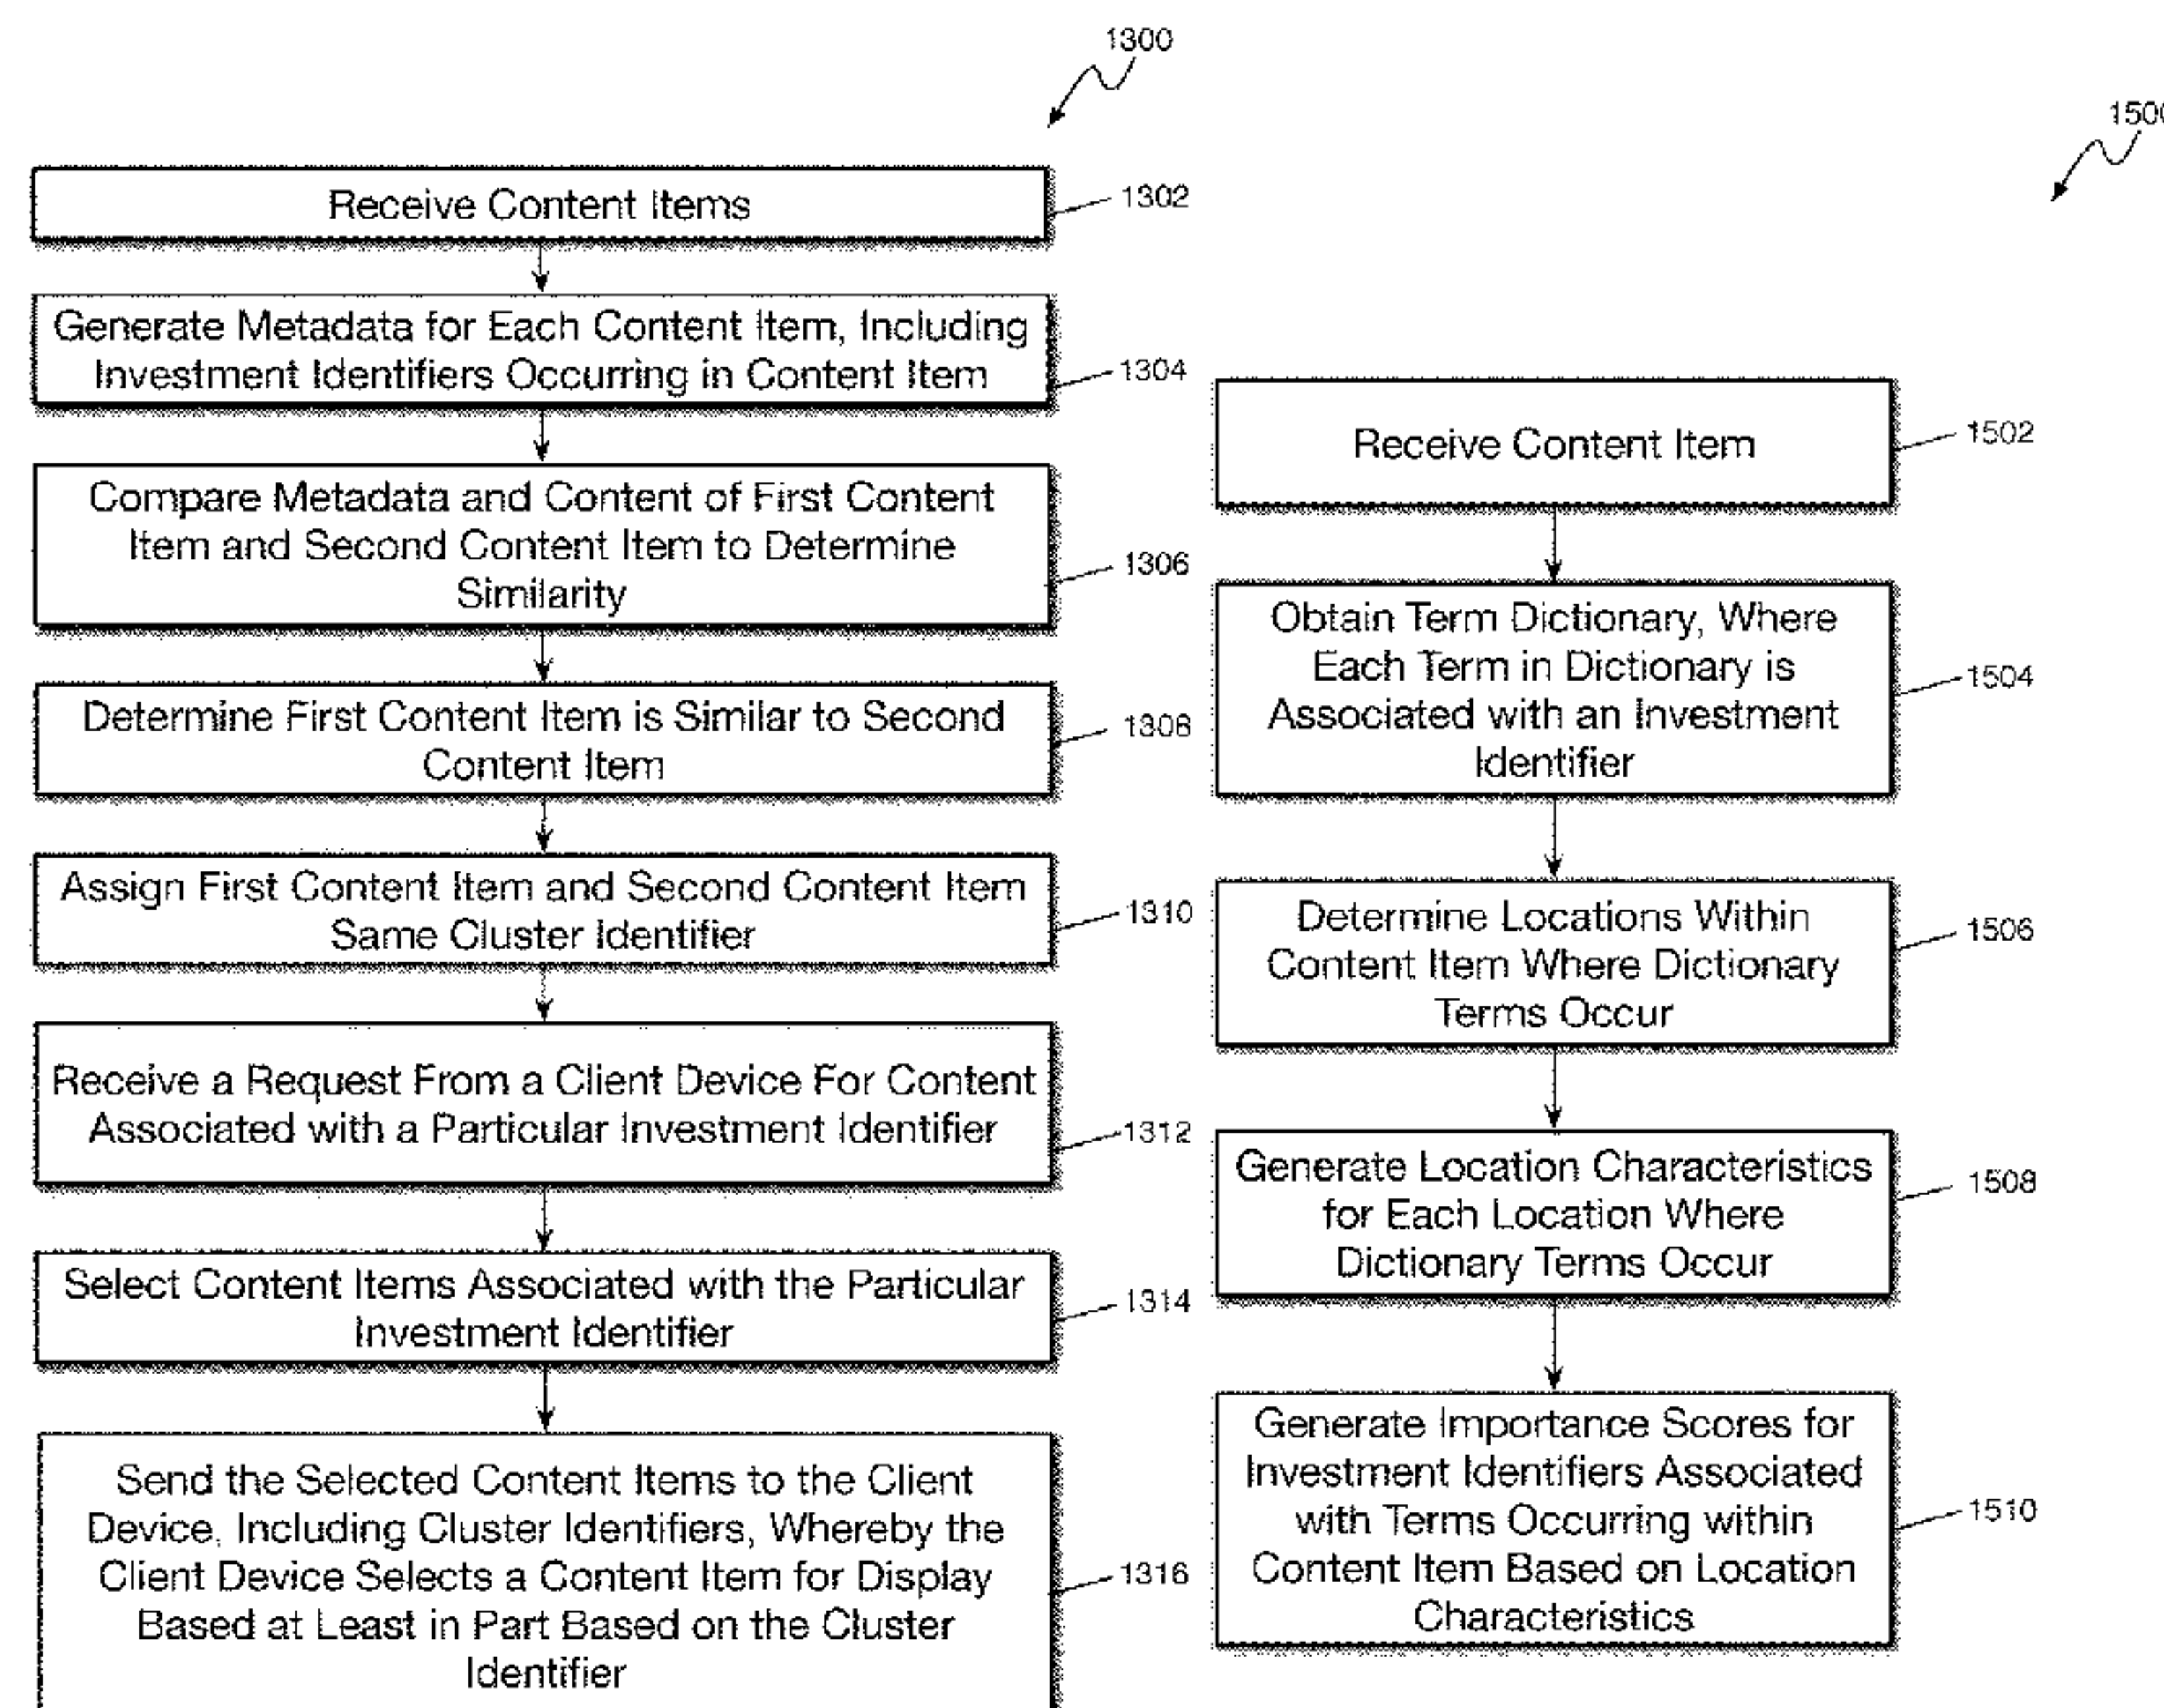 1300
Receive Content Items
1302
Generate Metadata for Each Content Item, Including
Investment Identifiers Occurring in Content Item
1304
Compare Metadata and Content of First Content
Item and Second Content Item to Determine
Similarity
1306
Determine First Content Item is Similar to Second
Content Item
1308
Assign First Content Item and Second Content Item
Same Cluster Identifier
1310
Receive a Request From a Client Device For Content
Associated with a Particular Investment Identifier
1312
Select Content Items Associated with the Particular
Investment Identifier
1314
Send the Selected Content Items to the Client
Device, Including Cluster Identifiers, Whereby the
Client Device Selects a Content Item for Display
Based at Least in Part Based on the Cluster
Identifier
1316
1500
Receive Content Item
1502
Obtain Term Dictionary, Where
Each Term in Dictionary is
Associated with an Investment
Identifier
1504
Determine Locations Within
Content Item Where Dictionary
Terms Occur
1506
Generate Location Characteristics
for Each Location Where
Dictionary Terms Occur
1508
Generate Importance Scores for
Investment Identifiers Associated
with Terms Occurring within
Content Item Based on Location
Characteristics
1510